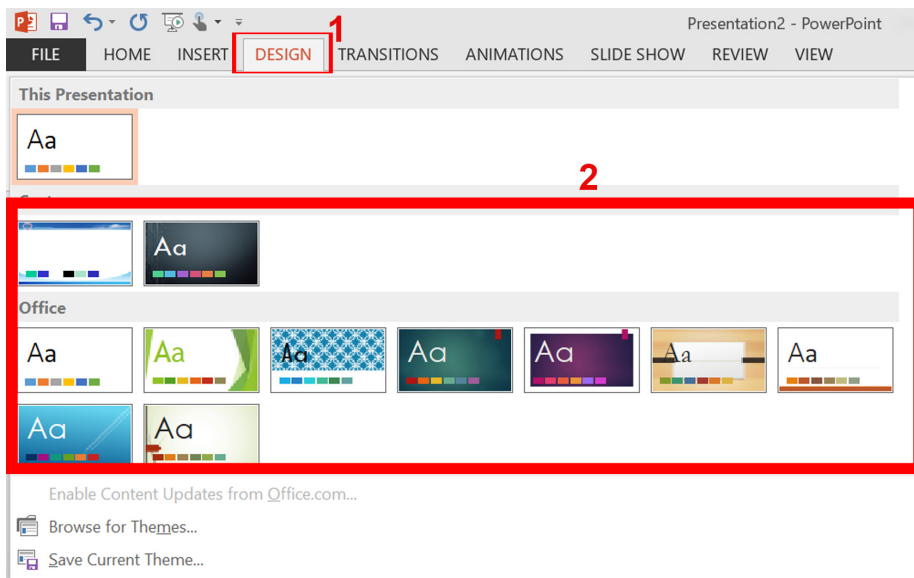 1
Presentation2 - PowerPoint
FILE HOME INSERT DESIGN TRANSITIONS ANIMATIONS SLIDE SHOW REVIEW VIEW
This Presentation
Aa
2
Aa
Office
Aa Aa Aa Aa Aa Aa Aa
Aa Aa
Enable Content Updates from Office.com...
Browse for Themes...
Save Current Theme...